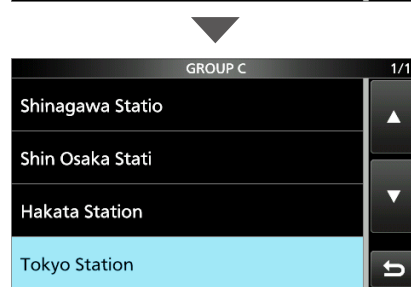 GROUP C
1/1
Shinagawa Statio
Shin Osaka Stati
Hakata Station
Tokyo Station